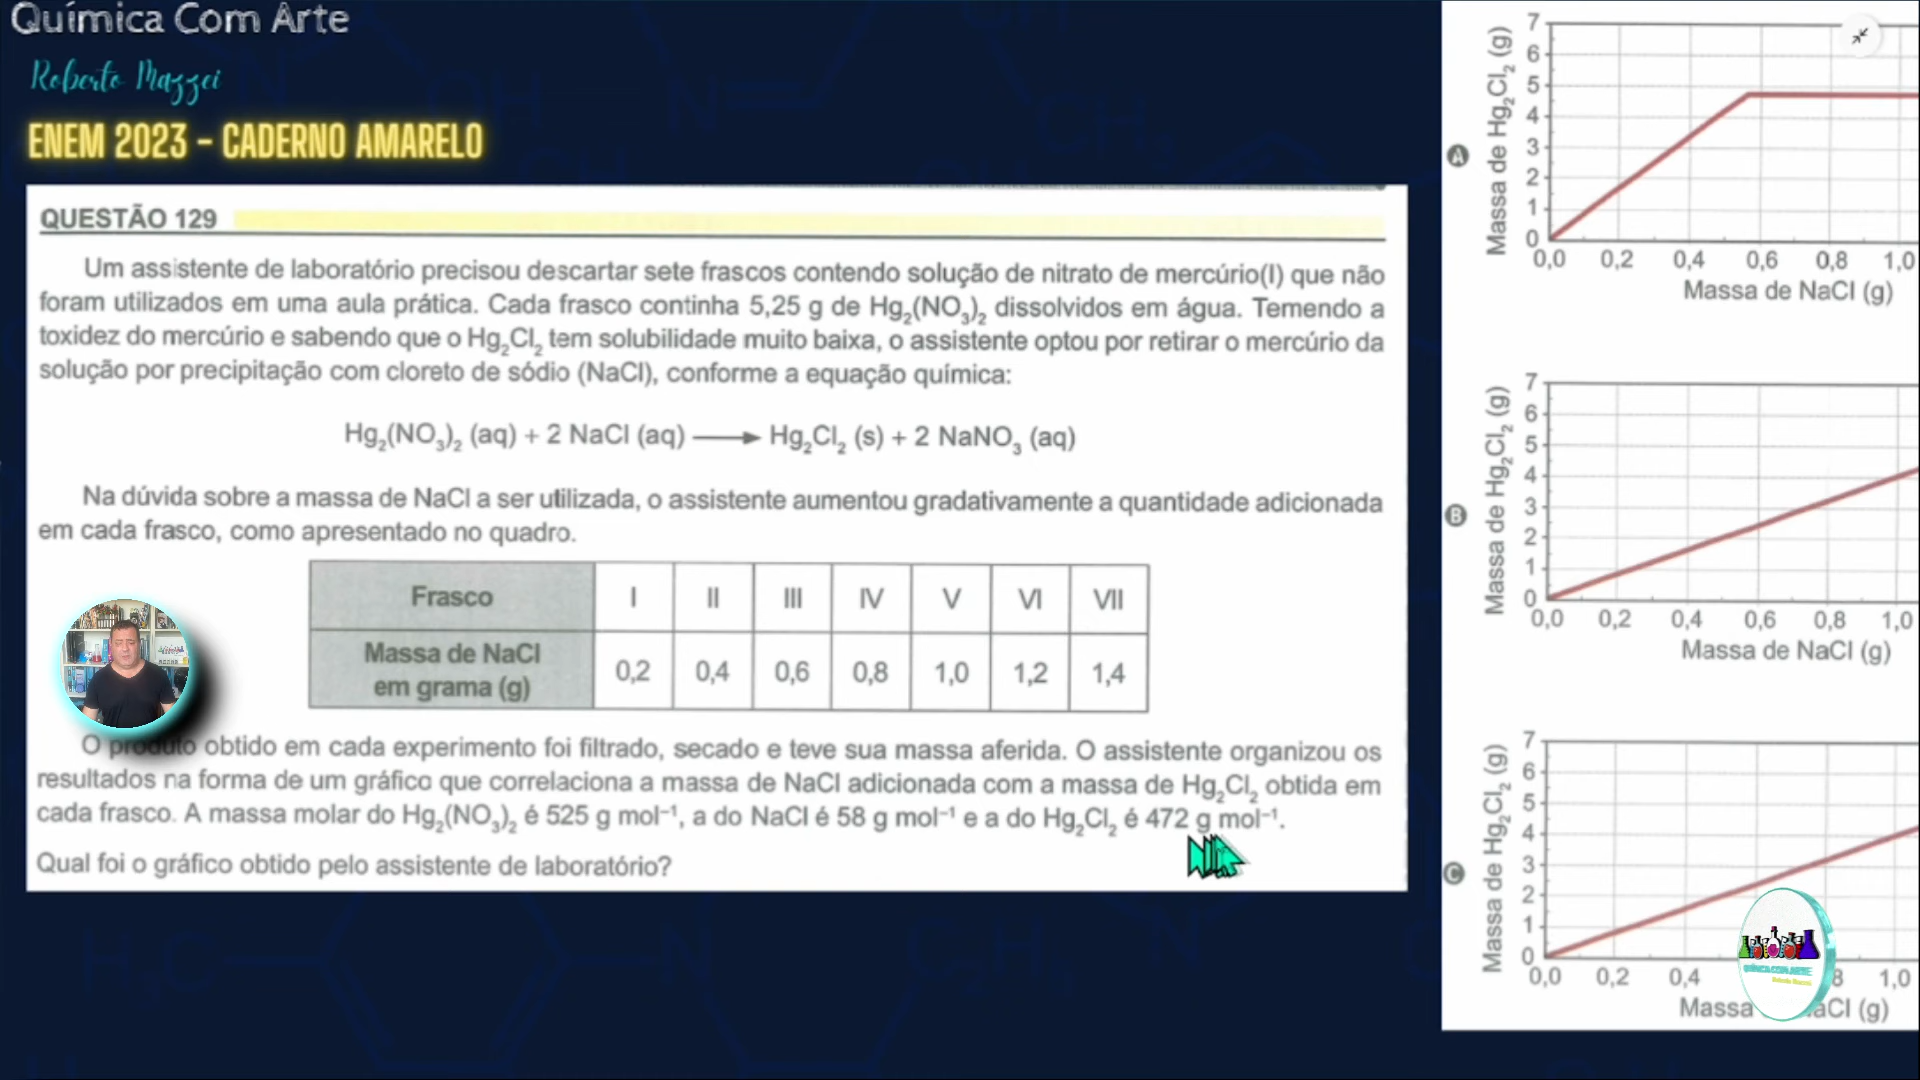 Química Com Arte
Roberto Mazzei
ENEM 2023 - CADERNO AMARELO
QUESTÃO 129
Um assistente de laboratório precisou descartar sete frascos contendo solução de nitrato de mercúrio(I) que não
foram utilizados em uma aula prática. Cada frasco continha 5,25 g de Hg₂(NO₃)₂ dissolvidos em água. Temendo a
toxidez do mercúrio e sabendo que o Hg₂Cl₂ tem solubilidade muito baixa, o assistente optou por retirar o mercúrio da
solução por precipitação com cloreto de sódio (NaCl), conforme a equação química:
Hg₂(NO₃)₂ (aq) + 2 NaCl (aq) ⟶ Hg₂Cl₂ (s) + 2 NaNO₃ (aq)
Na dúvida sobre a massa de NaCl a ser utilizada, o assistente aumentou gradativamente a quantidade adicionada
em cada frasco, como apresentado no quadro.
Frasco I II III IV V VI VII
Massa de NaCl
em grama (g) 0,2 0,4 0,6 0,8 1,0 1,2 1,4
O produto obtido em cada experimento foi filtrado, secado e teve sua massa aferida. O assistente organizou os
resultados na forma de um gráfico que correlaciona a massa de NaCl adicionada com a massa de Hg₂Cl₂ obtida em
cada frasco. A massa molar do Hg₂(NO₃)₂ é 525 g mol⁻¹, a do NaCl é 58 g mol⁻¹ e a do Hg₂Cl₂ é 472 g mol⁻¹.
Qual foi o gráfico obtido pelo assistente de laboratório?
A
Massa de Hg₂Cl₂ (g)
7
6
5
4
3
2
1
0
0,0 0,2 0,4 0,6 0,8 1,0
Massa de NaCl (g)
B
Massa de Hg₂Cl₂ (g)
7
6
5
4
3
2
1
0
0,0 0,2 0,4 0,6 0,8 1,0
Massa de NaCl (g)
C
Massa de Hg₂Cl₂ (g)
7
6
5
4
3
2
1
0
0,0 0,2 0,4 8 1,0
Massa aCl (g)
QUÍMICA COM ARTE